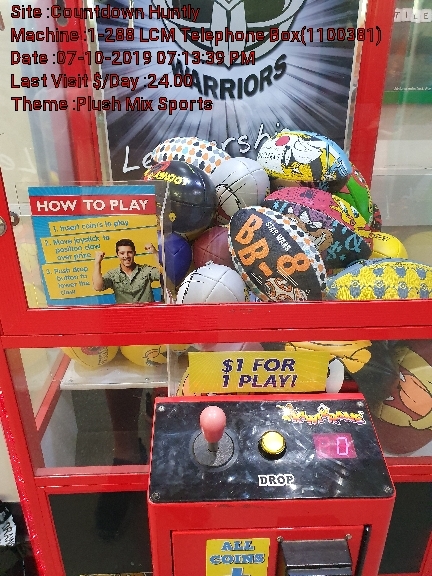 Site :Countdown Huntly
Machine :1-288 LCM Telephone Box(1100381)
Date :07-10-2019 07:13:39 PM
Last Visit $/Day :24.00
Theme :Plush Mix Sports
WARRIORS
HOW TO PLAY
1. Insert coins to play
2. Move joystick to position claw over prize
3. Push drop button to lower the claw
STAR WARS
BB-8
$1 FOR
1 PLAY!
DROP
ALL
COINS